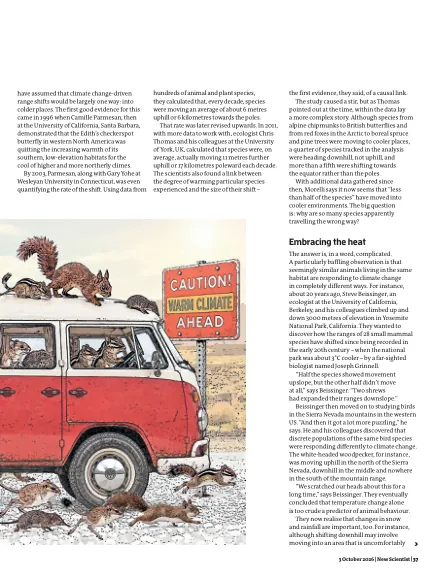 have assumed that climate change-driven
range shifts would be largely one way: into
colder places. The first good evidence for this
came in 1996 when Camille Parmesan, then
at the University of California, Santa Barbara,
demonstrated that the Edith's checkerspot
butterfly in western North America was
quitting the increasing warmth of its
southern, low-elevation habitats for the
cool of higher and more northerly climes.
By 2003, Parmesan, along with Gary Yohe at
Wesleyan University in Connecticut, was even
quantifying the rate of the shift. Using data from
hundreds of animal and plant species,
they calculated that, every decade, species
were moving an average of about 6 metres
uphill or 6 kilometres towards the poles.
That rate was later revised upwards. In 2011,
with more data to work with, ecologist Chris
Thomas and his colleagues at the University
of York, UK, calculated that species were, on
average, actually moving 11 metres further
uphill or 17 kilometres poleward each decade.
The scientists also found a link between
the degree of warming particular species
experienced and the size of their shift –
the first evidence, they said, of a causal link.
The study caused a stir, but as Thomas
pointed out at the time, within the data lay
a more complex story. Although species from
alpine chipmunks to British butterflies and
from red foxes in the Arctic to boreal spruce
and pine trees were moving to cooler places,
a quarter of species tracked in the analysis
were heading downhill, not uphill, and
more than a fifth were shifting towards
the equator rather than the poles.
With additional data gathered since
then, Morelli says it now seems that "less
than half of the species" have moved into
cooler environments. The big question
is: why are so many species apparently
travelling the wrong way?
Embracing the heat
The answer is, in a word, complicated.
A particularly baffling observation is that
seemingly similar animals living in the same
habitat are responding to climate change
in completely different ways. For instance,
about 20 years ago, Steve Beissinger, an
ecologist at the University of California,
Berkeley, and his colleagues climbed up and
down 3000 metres of elevation in Yosemite
National Park, California. They wanted to
discover how the ranges of 28 small mammal
species have shifted since being recorded in
the early 20th century – when the national
park was about 3°C cooler – by a far-sighted
biologist named Joseph Grinnell.
"Half the species showed movement
upslope, but the other half didn't move
at all," says Beissinger. "Two shrews
had expanded their ranges downslope."
Beissinger then moved on to studying birds
in the Sierra Nevada mountains in the western
US. "And then it got a lot more puzzling," he
says. He and his colleagues discovered that
discrete populations of the same bird species
were responding differently to climate change.
The white-headed woodpecker, for instance,
was moving uphill in the north of the Sierra
Nevada, downhill in the middle and nowhere
in the south of the mountain range.
"We scratched our heads about this for a
long time," says Beissinger. They eventually
concluded that temperature change alone
is too crude a predictor of animal behaviour.
They now realise that changes in snow
and rainfall are important, too. For instance,
although shifting downhill may involve
moving into an area that is uncomfortably
CAUTION!
WARM CLIMATE
AHEAD
3 October 2026 | New Scientist | 37